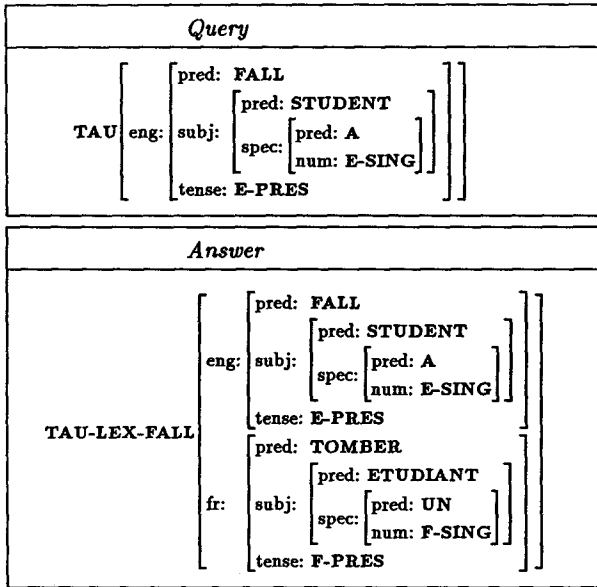 Query
pred: FALL
pred: STUDENT
TAU eng: subj: pred: A
spec:
num: E-SING
tense: E-PRES
Answer
pred: FALL
pred: STUDENT
eng: subj: pred: A
spec:
num: E-SING
tense: E-PRES
TAU-LEX-FALL
pred: TOMBER
pred: ETUDIANT
fr: subj: pred: UN
spec:
num: F-SING
tense: F-PRES